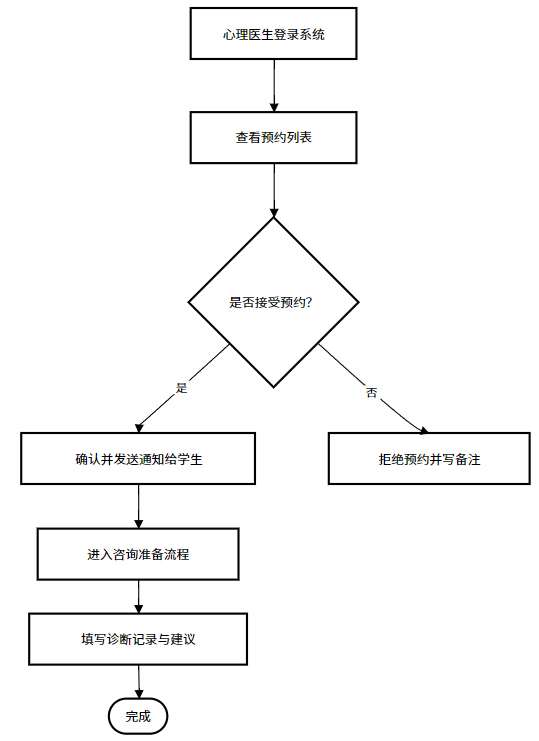 心理医生登录系统
查看预约列表
是否接受预约?
是
否
确认并发送通知给学生
拒绝预约并写备注
进入咨询准备流程
填写诊断记录与建议
完成